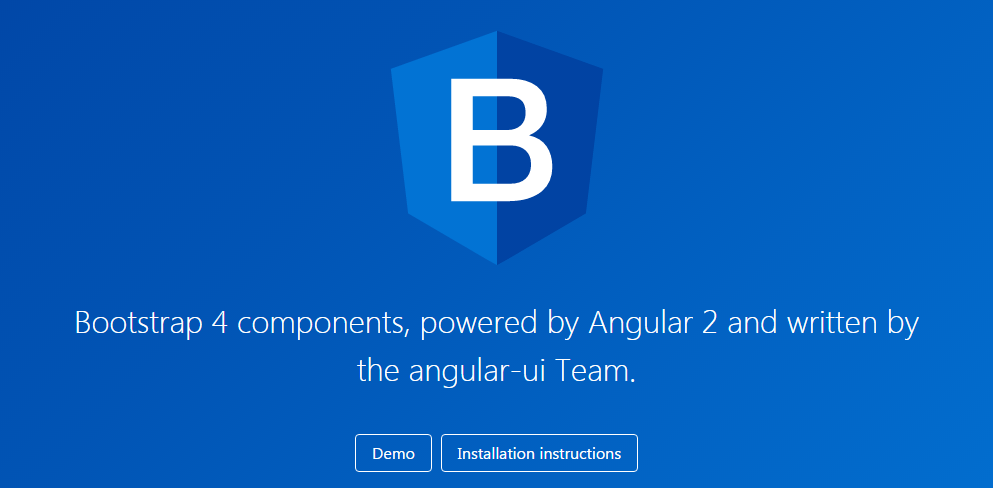 B
Bootstrap 4 components, powered by Angular 2 and written by
the angular-ui Team.
Demo
Installation instructions